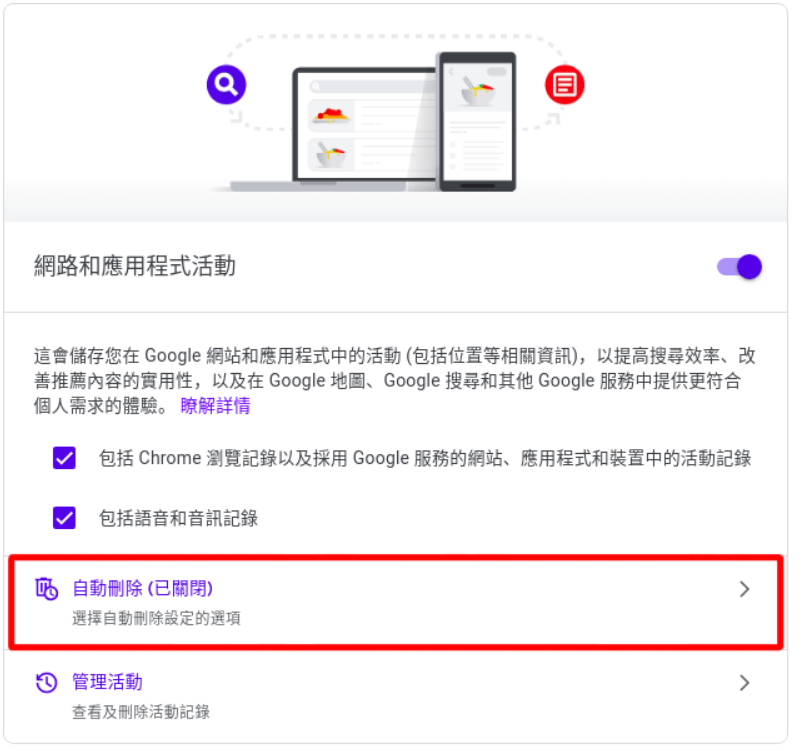 網路和應用程式活動
這會儲存您在 Google 網站和應用程式中的活動 (包括位置等相關資訊)，以提高搜尋效率、改
善推薦內容的實用性，以及在 Google 地圖、Google 搜尋和其他 Google 服務中提供更符合
個人需求的體驗。 瞭解詳情
包括 Chrome 瀏覽記錄以及採用 Google 服務的網站、應用程式和裝置中的活動記錄
包括語音和音訊記錄
自動刪除 (已關閉)
選擇自動刪除設定的選項
管理活動
查看及刪除活動記錄